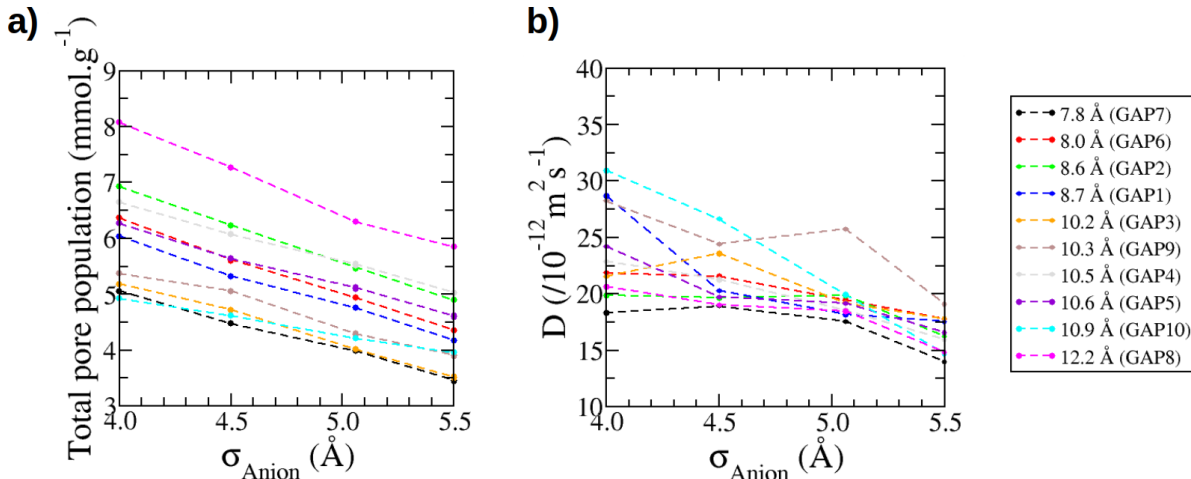 a)
Total pore population (mmol.g⁻¹)
9
8
7
6
5
4
3
4.0 4.5 5.0 5.5
σ_Anion (Å)
b)
D (/10⁻¹² m² s⁻¹)
40
35
30
25
20
15
10
4.0 4.5 5.0 5.5
σ_Anion (Å)
7.8 Å (GAP7)
8.0 Å (GAP6)
8.6 Å (GAP2)
8.7 Å (GAP1)
10.2 Å (GAP3)
10.3 Å (GAP9)
10.5 Å (GAP4)
10.6 Å (GAP5)
10.9 Å (GAP10)
12.2 Å (GAP8)